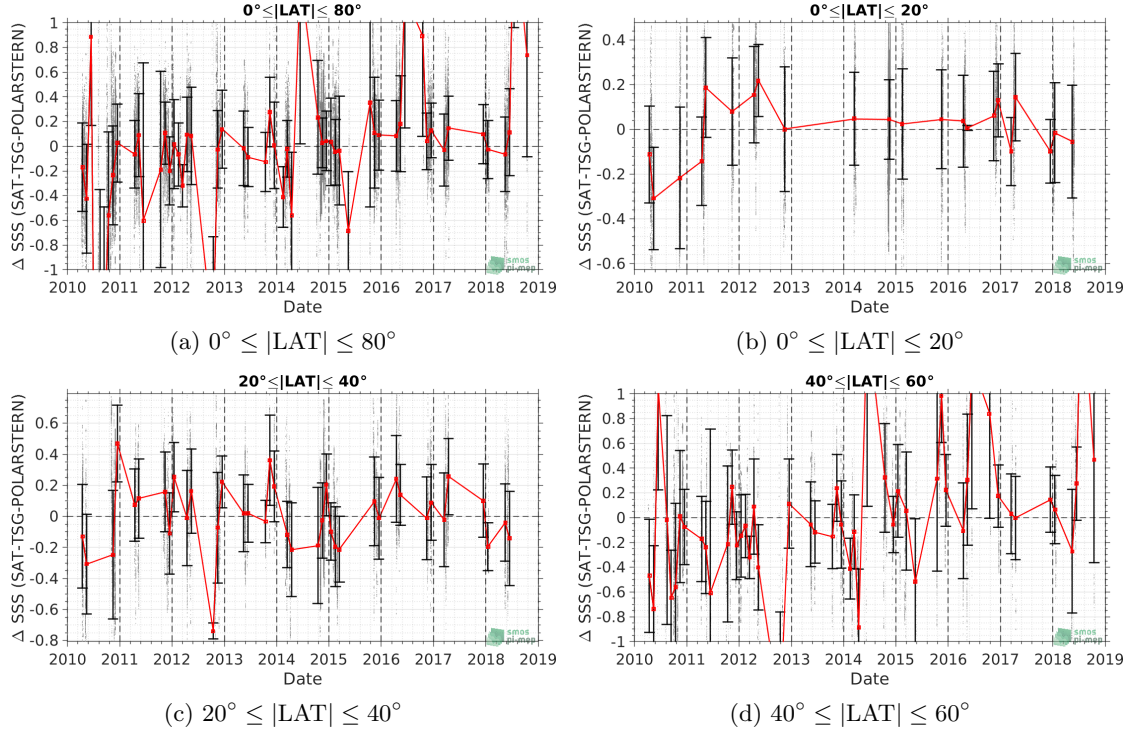 0°≤|LAT|≤ 80°
Δ SSS (SAT-TSG-POLARSTERN)
1
0.8
0.6
0.4
0.2
0
-0.2
-0.4
-0.6
-0.8
-1
2010 2011 2012 2013 2014 2015 2016 2017 2018 2019
Date
smos
pi-mep
(a) 0° ≤ |LAT| ≤ 80°
0°≤|LAT|≤ 20°
Δ SSS (SAT-TSG-POLARSTERN)
0.4
0.2
0
-0.2
-0.4
-0.6
2010 2011 2012 2013 2014 2015 2016 2017 2018 2019
Date
smos
pi-mep
(b) 0° ≤ |LAT| ≤ 20°
20°≤|LAT|≤ 40°
Δ SSS (SAT-TSG-POLARSTERN)
0.6
0.4
0.2
0
-0.2
-0.4
-0.6
-0.8
2010 2011 2012 2013 2014 2015 2016 2017 2018 2019
Date
smos
pi-mep
(c) 20° ≤ |LAT| ≤ 40°
40°≤|LAT|≤ 60°
Δ SSS (SAT-TSG-POLARSTERN)
1
0.8
0.6
0.4
0.2
0
-0.2
-0.4
-0.6
-0.8
-1
2010 2011 2012 2013 2014 2015 2016 2017 2018 2019
Date
smos
pi-mep
(d) 40° ≤ |LAT| ≤ 60°